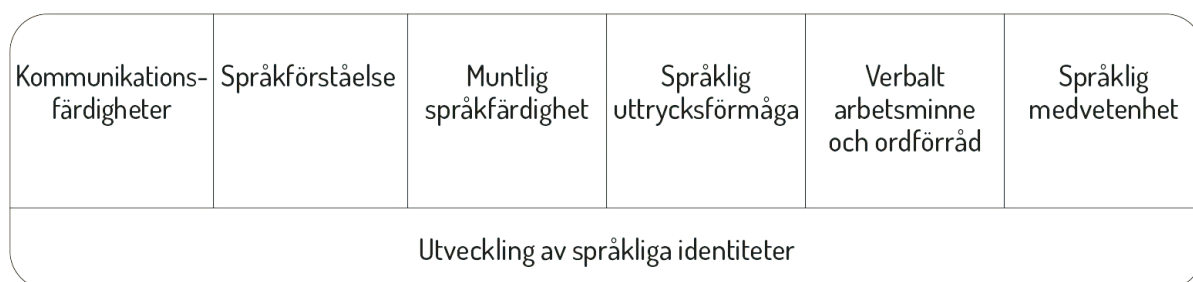 Kommunikations-
färdigheter
Språkförståelse
Muntlig
språkfärdighet
Språklig
uttrycksförmåga
Verbalt
arbetsminne
och ordförråd
Språklig
medvetenhet
Utveckling av språkliga identiteter